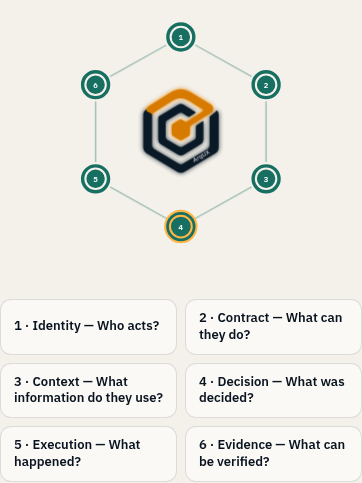 1
6
2
ArqUX
5
3
4
1 · Identity — Who acts?
2 · Contract — What can
they do?
3 · Context — What
information do they use?
4 · Decision — What was
decided?
5 · Execution — What
happened?
6 · Evidence — What can
be verified?